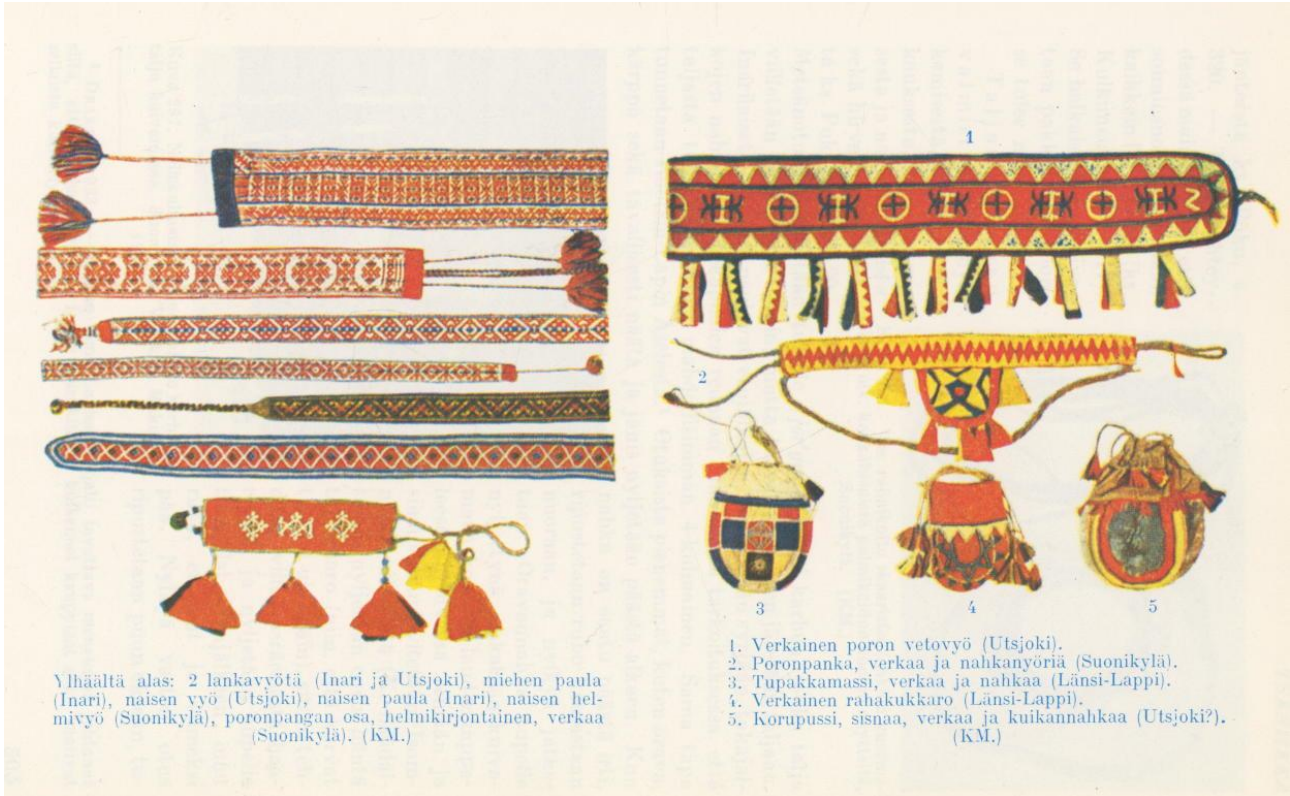 Ylhäältä alas: 2 lankavyötä (Inari ja Utsjoki), miehen paula
(Inari), naisen vyö (Utsjoki), naisen paula (Inari), naisen hel-
mivyö (Suonikylä), poronpangan osa, helmikirjontainen, verkaa
(Suonikylä). (KM.)
1
2
3
4
5
1. Verkainen poron vetovyö (Utsjoki).
2. Poronpanka, verkaa ja nahkanyöriä (Suonikylä).
3. Tupakkamassi, verkaa ja nahkaa (Länsi-Lappi).
4. Verkainen rahakukkaro (Länsi-Lappi).
5. Korupussi, sisnaa, verkaa ja kuikannahkaa (Utsjoki?).
(KM.)